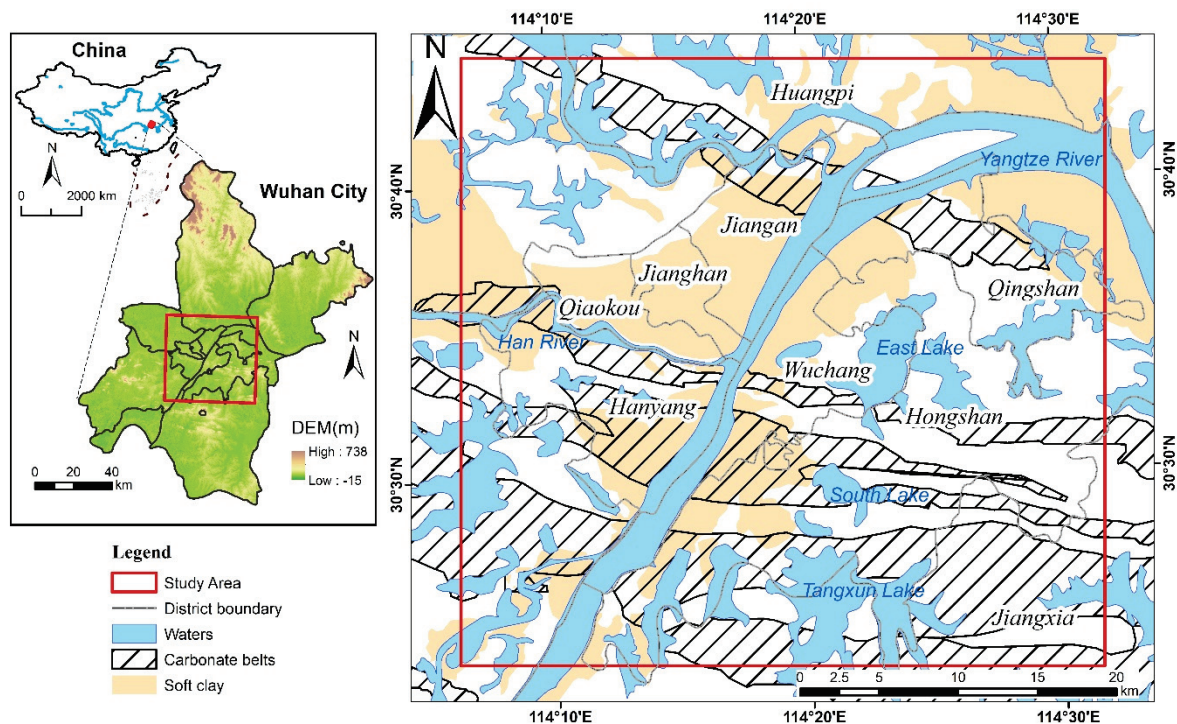 China
N
0 2000 km
Wuhan City
N
DEM(m)
High : 738
Low : -15
0 20 40
km
Legend
Study Area
District boundary
Waters
Carbonate belts
Soft clay
114°10'E 114°20'E 114°30'E
N
Huangpi
Yangtze River
30°40'N 30°40'N
Jiangan
Jianghan
Qingshan
Qiaokou
Han River
East Lake
Wuchang
Hanyang
Hongshan
30°30'N 30°30'N
South Lake
Tangxun Lake
Jiangxia
0 2.5 5 10 15 20
km
114°10'E 114°20'E 114°30'E